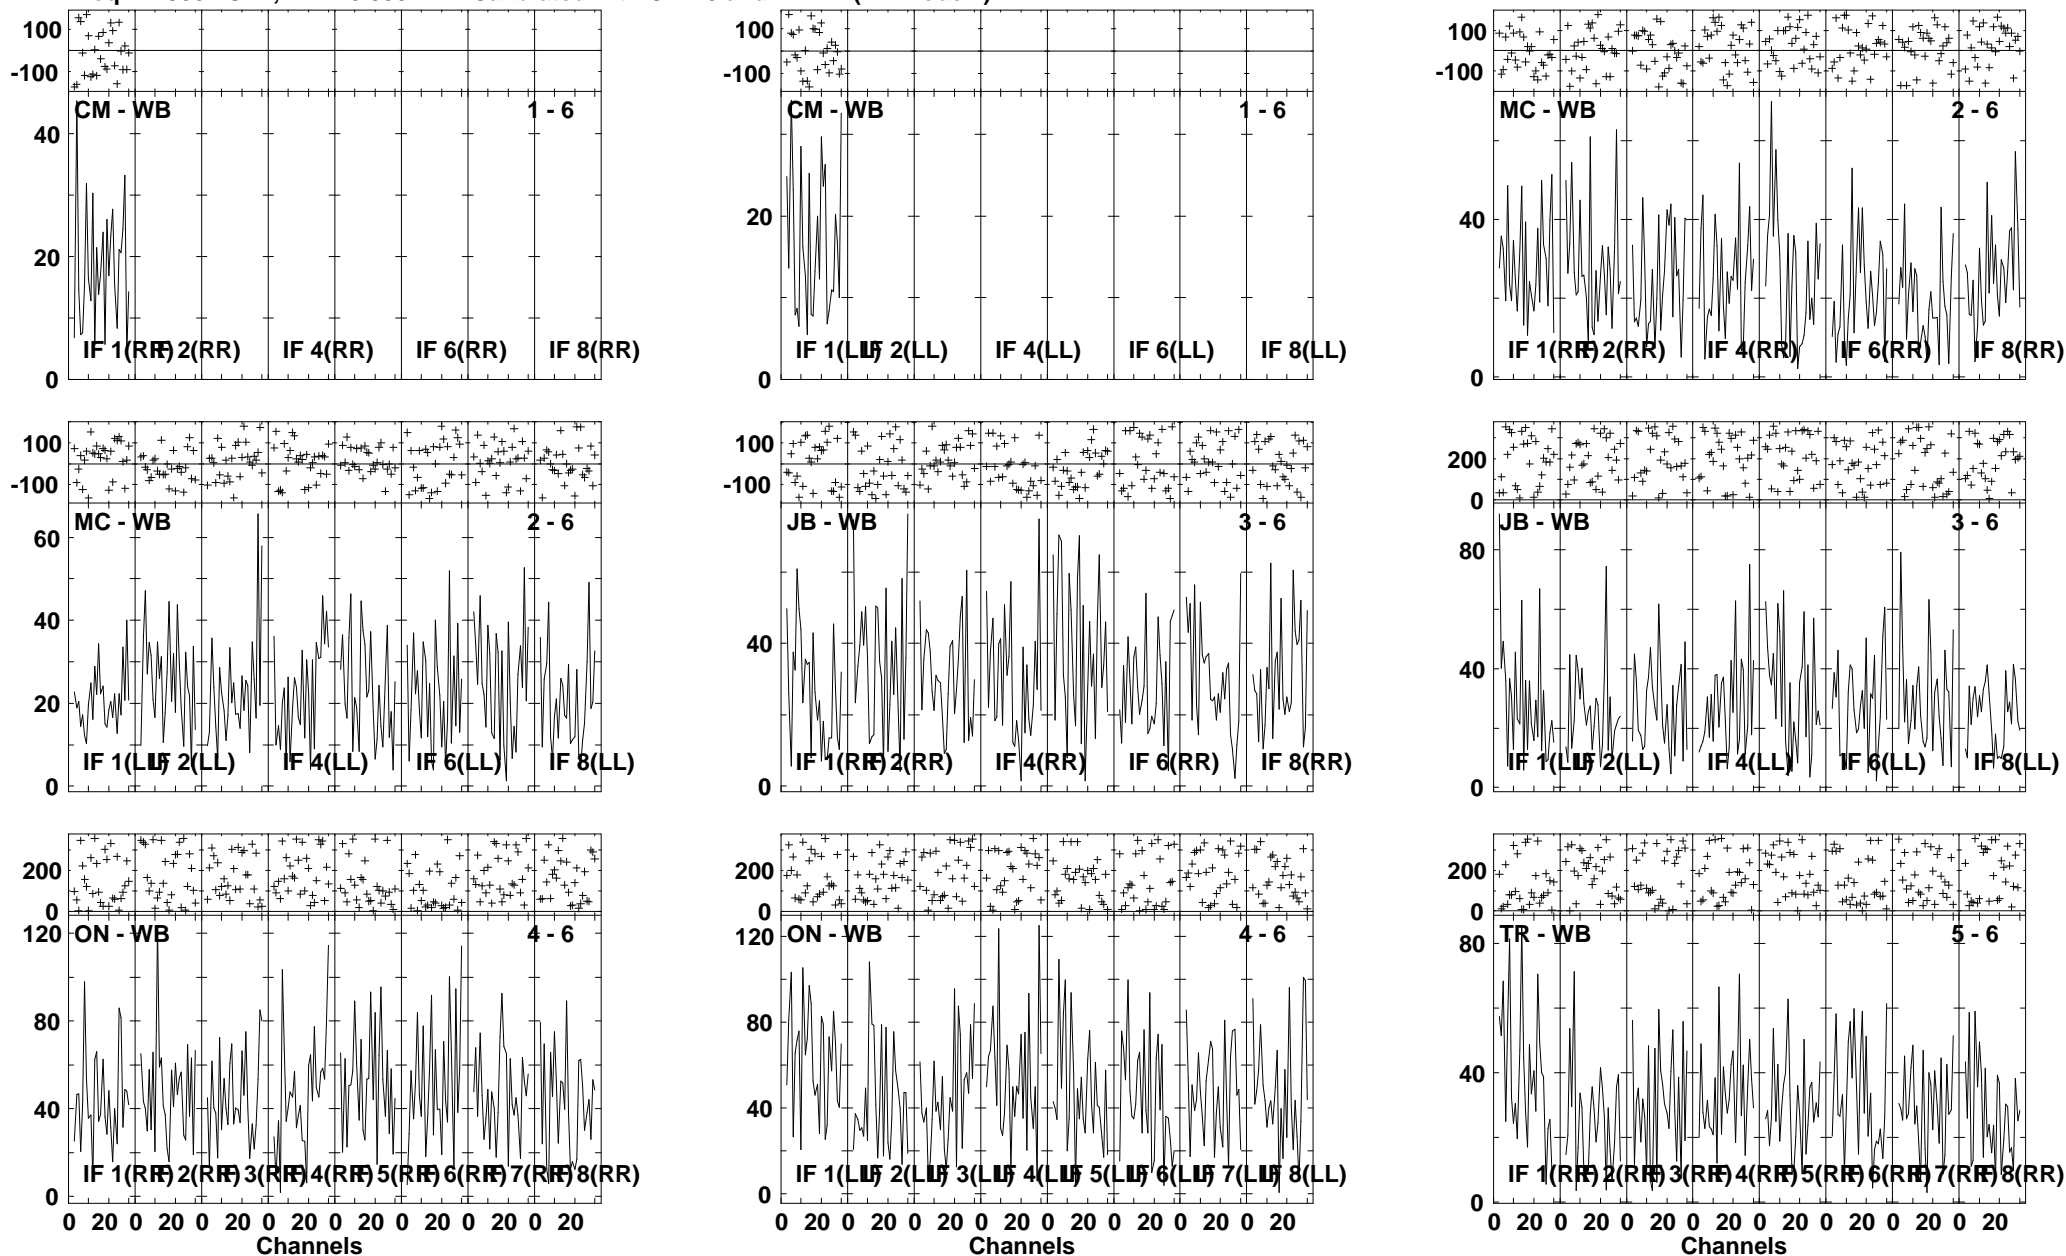 100
-100
CM - WB 1 - 6
40
20
0
IF 1(RR) IF 2(RR) IF 4(RR) IF 6(RR) IF 8(RR)
100
-100
CM - WB 1 - 6
20
0
IF 1(LL) IF 2(LL) IF 4(LL) IF 6(LL) IF 8(LL)
100
-100
MC - WB 2 - 6
40
0
IF 1(RR) IF 2(RR) IF 4(RR) IF 6(RR) IF 8(RR)
100
-100
MC - WB 2 - 6
60
40
20
0
IF 1(LL) IF 2(LL) IF 4(LL) IF 6(LL) IF 8(LL)
100
-100
JB - WB 3 - 6
40
0
IF 1(RR) IF 2(RR) IF 4(RR) IF 6(RR) IF 8(RR)
200
0
JB - WB 3 - 6
80
40
0
IF 1(LL) IF 2(LL) IF 4(LL) IF 6(LL) IF 8(LL)
200
0
ON - WB 4 - 6
120
80
40
0
IF 1(RR) IF 2(RR) IF 3(RR) IF 4(RR) IF 5(RR) IF 6(RR) IF 7(RR) IF 8(RR)
0 20 0 20 0 20 0 20 0 20 0 20 0 20 0 20
Channels
200
0
ON - WB 4 - 6
120
80
40
0
IF 1(LL) IF 2(LL) IF 3(LL) IF 4(LL) IF 5(LL) IF 6(LL) IF 7(LL) IF 8(LL)
0 20 0 20 0 20 0 20 0 20 0 20 0 20 0 20
Channels
200
0
TR - WB 5 - 6
80
40
0
IF 1(RR) IF 2(RR) IF 3(RR) IF 4(RR) IF 5(RR) IF 6(RR) IF 7(RR) IF 8(RR)
0 20 0 20 0 20 0 20 0 20 0 20 0 20 0 20
Channels